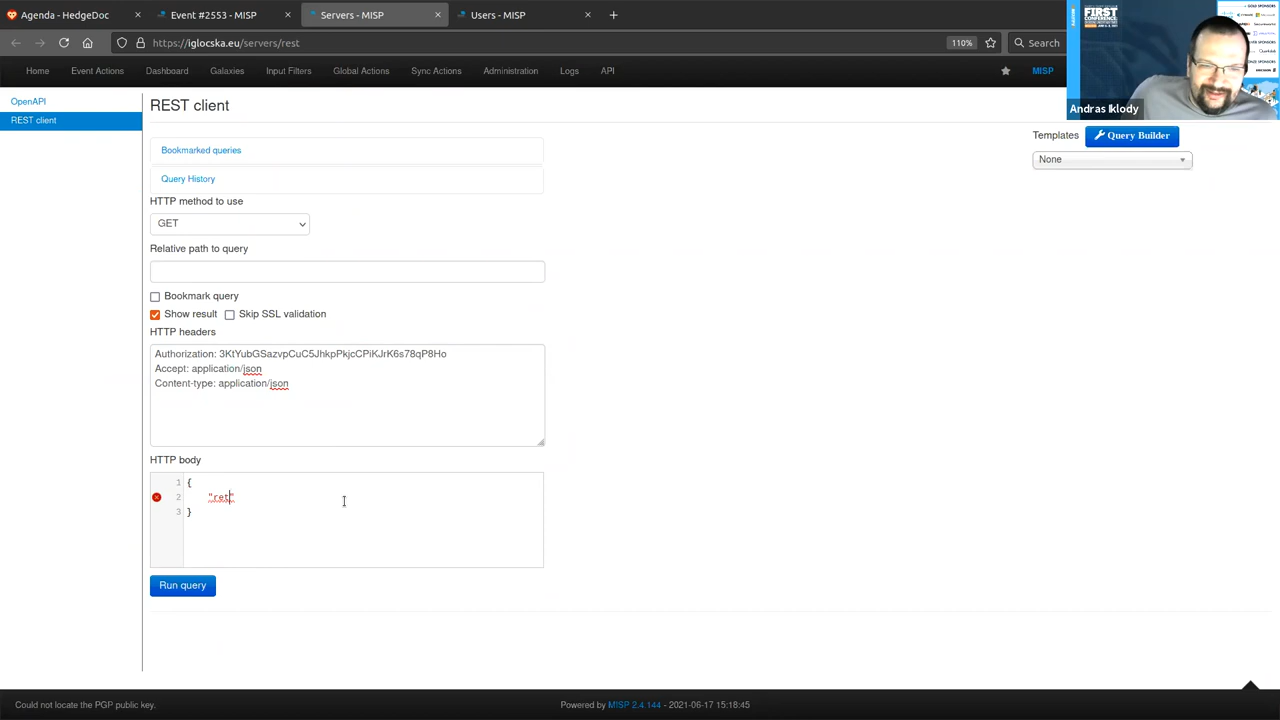 Agenda - HedgeDoc
Event #2553 - MISP
Servers - MISP
Users - MISP
https://iglocska.eu/servers/rest
110%
Search
Home
Event Actions
Dashboard
Galaxies
Input Filters
Global Actions
Sync Actions
Administration
Logs
API
MISP
FIRST
CONFERENCE
Andras Iklody
OpenAPI
REST client
REST client
Templates
Query Builder
None
Bookmarked queries
Query History
HTTP method to use
GET
Relative path to query
Bookmark query
Show result
Skip SSL validation
HTTP headers
Authorization: 3KtYubGSazvpCuC5JhkpPkjcCPiKJrK6s78qP8Ho
Accept: application/json
Content-type: application/json
HTTP body
1 {
2 "ret"
3 }
Run query
Could not locate the PGP public key.
Powered by MISP 2.4.144 - 2021-06-17 15:18:45